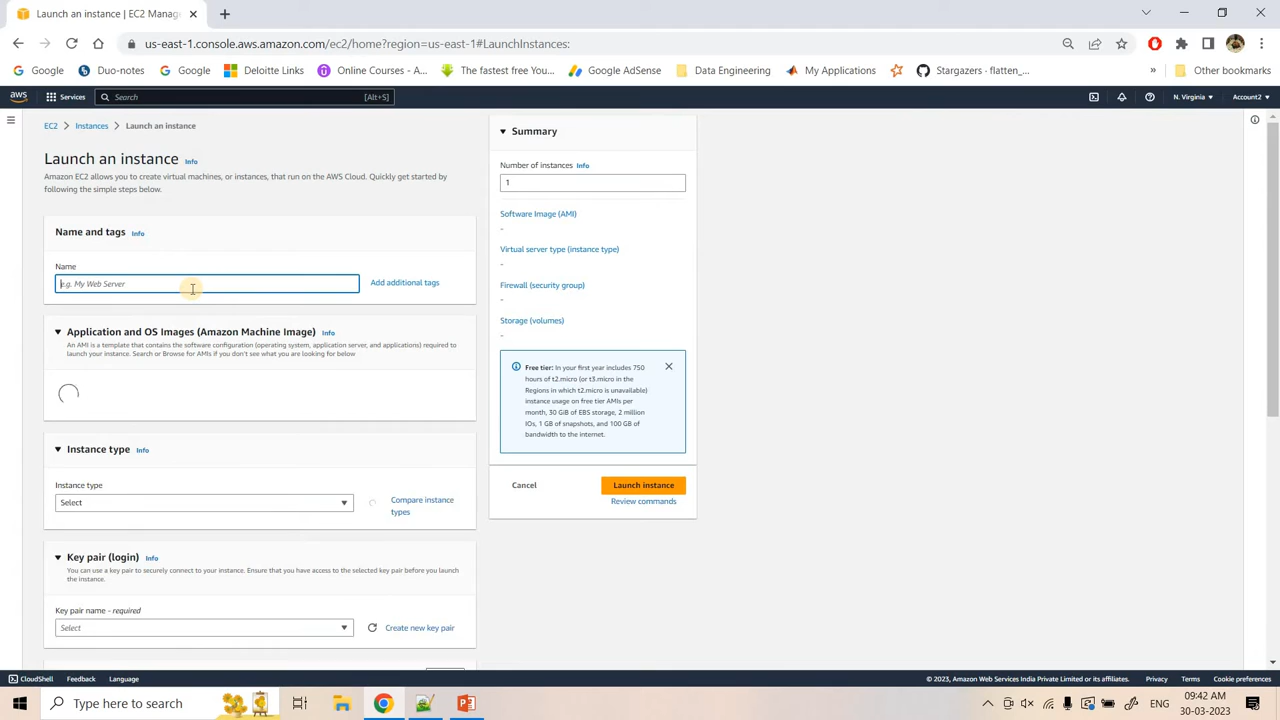 Launch an instance | EC2 Manag
us-east-1.console.aws.amazon.com/ec2/home?region=us-east-1#LaunchInstances:
Google
Duo-notes
Google
Deloitte Links
Online Courses - A...
The fastest free You...
Google AdSense
Data Engineering
My Applications
Stargazers · flatten_...
»
Other bookmarks
aws
Services
Search
[Alt+S]
N. Virginia
Account2
EC2
Instances
Launch an instance
Launch an instance Info
Amazon EC2 allows you to create virtual machines, or instances, that run on the AWS Cloud. Quickly get started by
following the simple steps below.
Name and tags Info
Name
e.g. My Web Server
Add additional tags
Application and OS Images (Amazon Machine Image) Info
An AMI is a template that contains the software configuration (operating system, application server, and applications) required to
launch your instance. Search or Browse for AMIs if you don't see what you are looking for below
Instance type Info
Instance type
Select
Compare instance
types
Key pair (login) Info
You can use a key pair to securely connect to your instance. Ensure that you have access to the selected key pair before you launch
the instance.
Key pair name - required
Select
Create new key pair
Summary
Number of instances Info
1
Software Image (AMI)
-
Virtual server type (instance type)
-
Firewall (security group)
-
Storage (volumes)
-
Free tier: In your first year includes 750
hours of t2.micro (or t3.micro in the
Regions in which t2.micro is unavailable)
instance usage on free tier AMIs per
month, 30 GiB of EBS storage, 2 million
IOs, 1 GB of snapshots, and 100 GB of
bandwidth to the internet.
Cancel
Launch instance
Review commands
CloudShell
Feedback
Language
© 2023, Amazon Web Services India Private Limited or its affiliates.
Privacy
Terms
Cookie preferences
Type here to search
09:42 AM
30-03-2023